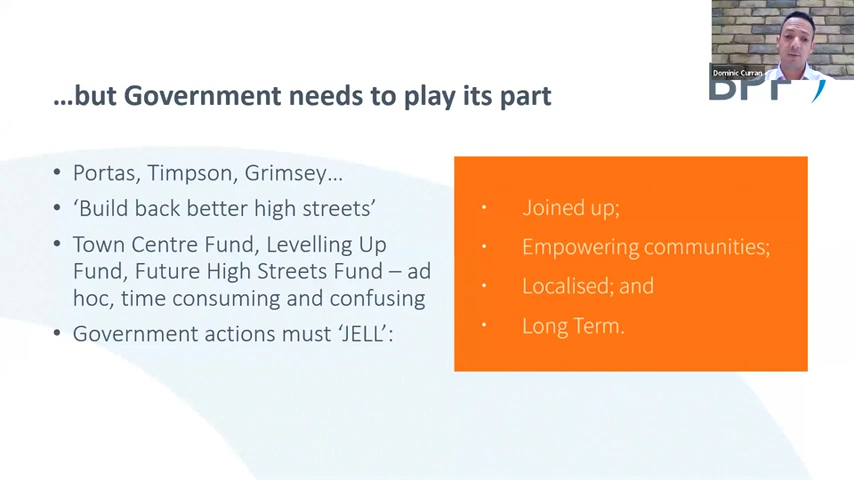 Dominic Curran
BPF
…but Government needs to play its part
• Portas, Timpson, Grimsey…
• ‘Build back better high streets’
• Town Centre Fund, Levelling Up
Fund, Future High Streets Fund – ad
hoc, time consuming and confusing
• Government actions must ‘JELL’:
• Joined up;
• Empowering communities;
• Localised; and
• Long Term.